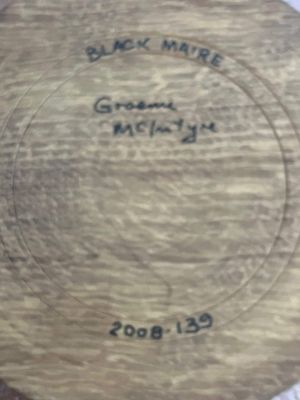 BLACK MAIRE
Graeme
McIntyre
2008-139